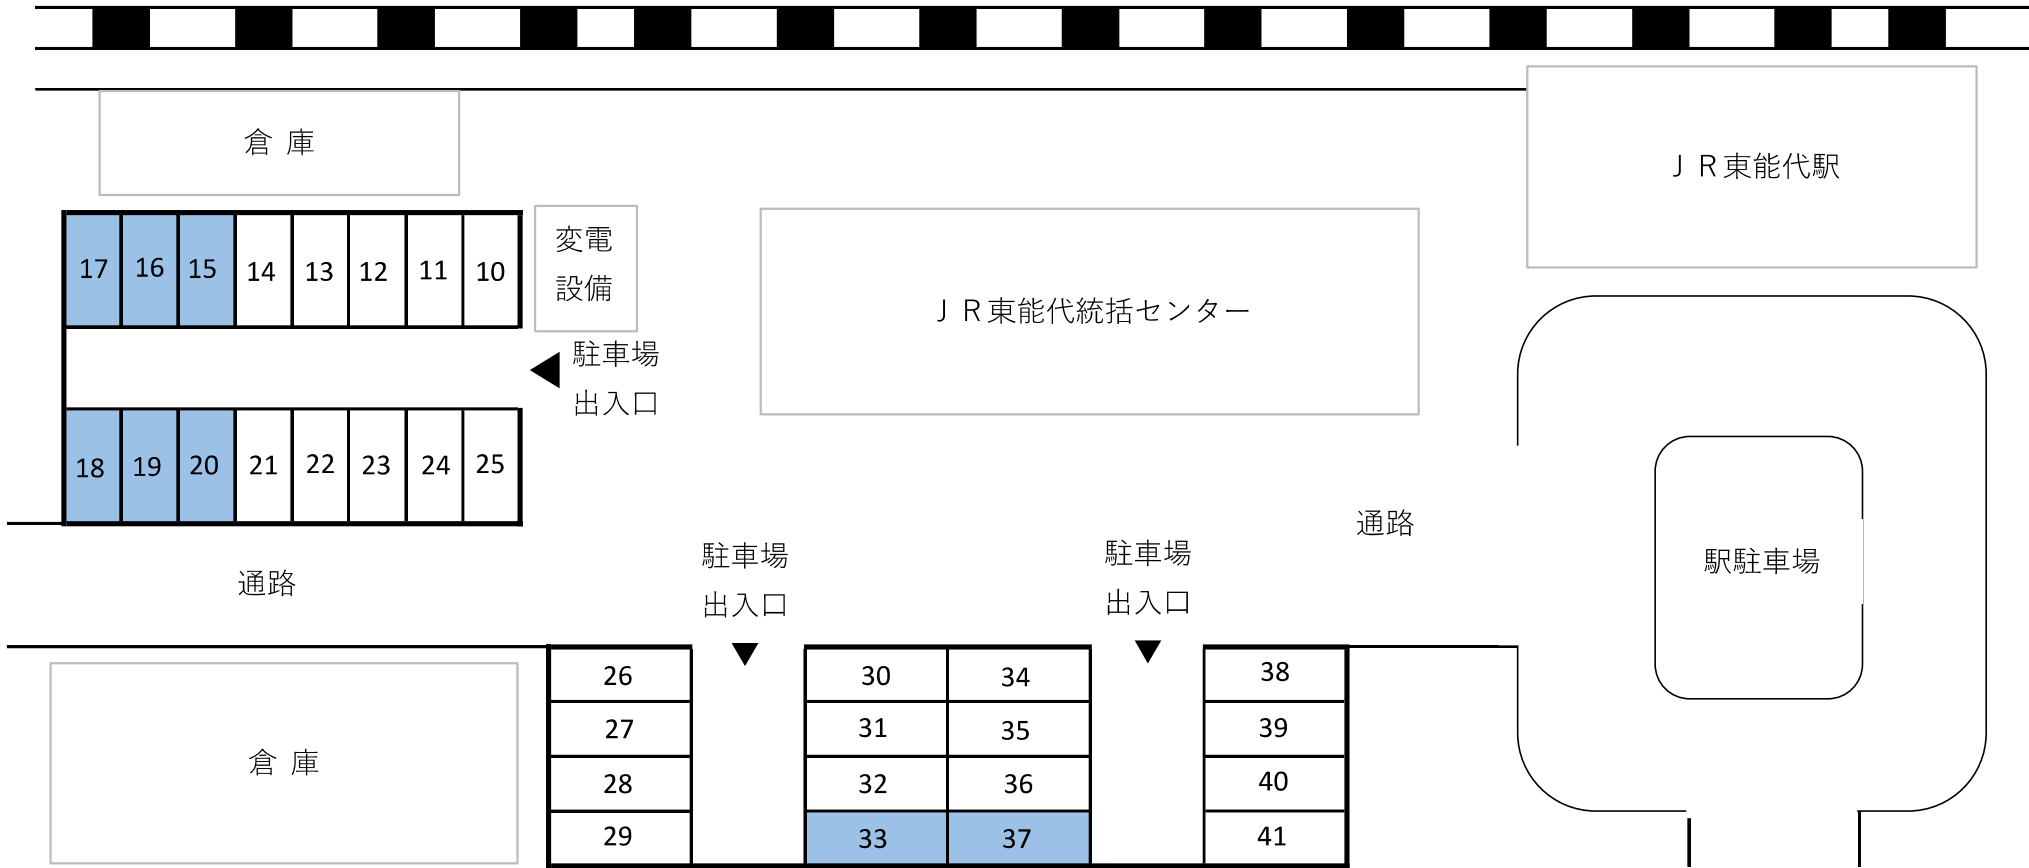 倉 庫
ＪＲ東能代駅
17 16 15 14 13 12 11 10
変電
設備
ＪＲ東能代統括センター
駐車場
出入口
18 19 20 21 22 23 24 25
通路
駅駐車場
通路
駐車場
出入口
駐車場
出入口
26 30 34 38
27 31 35 39
28 32 36 40
29 33 37 41
倉 庫